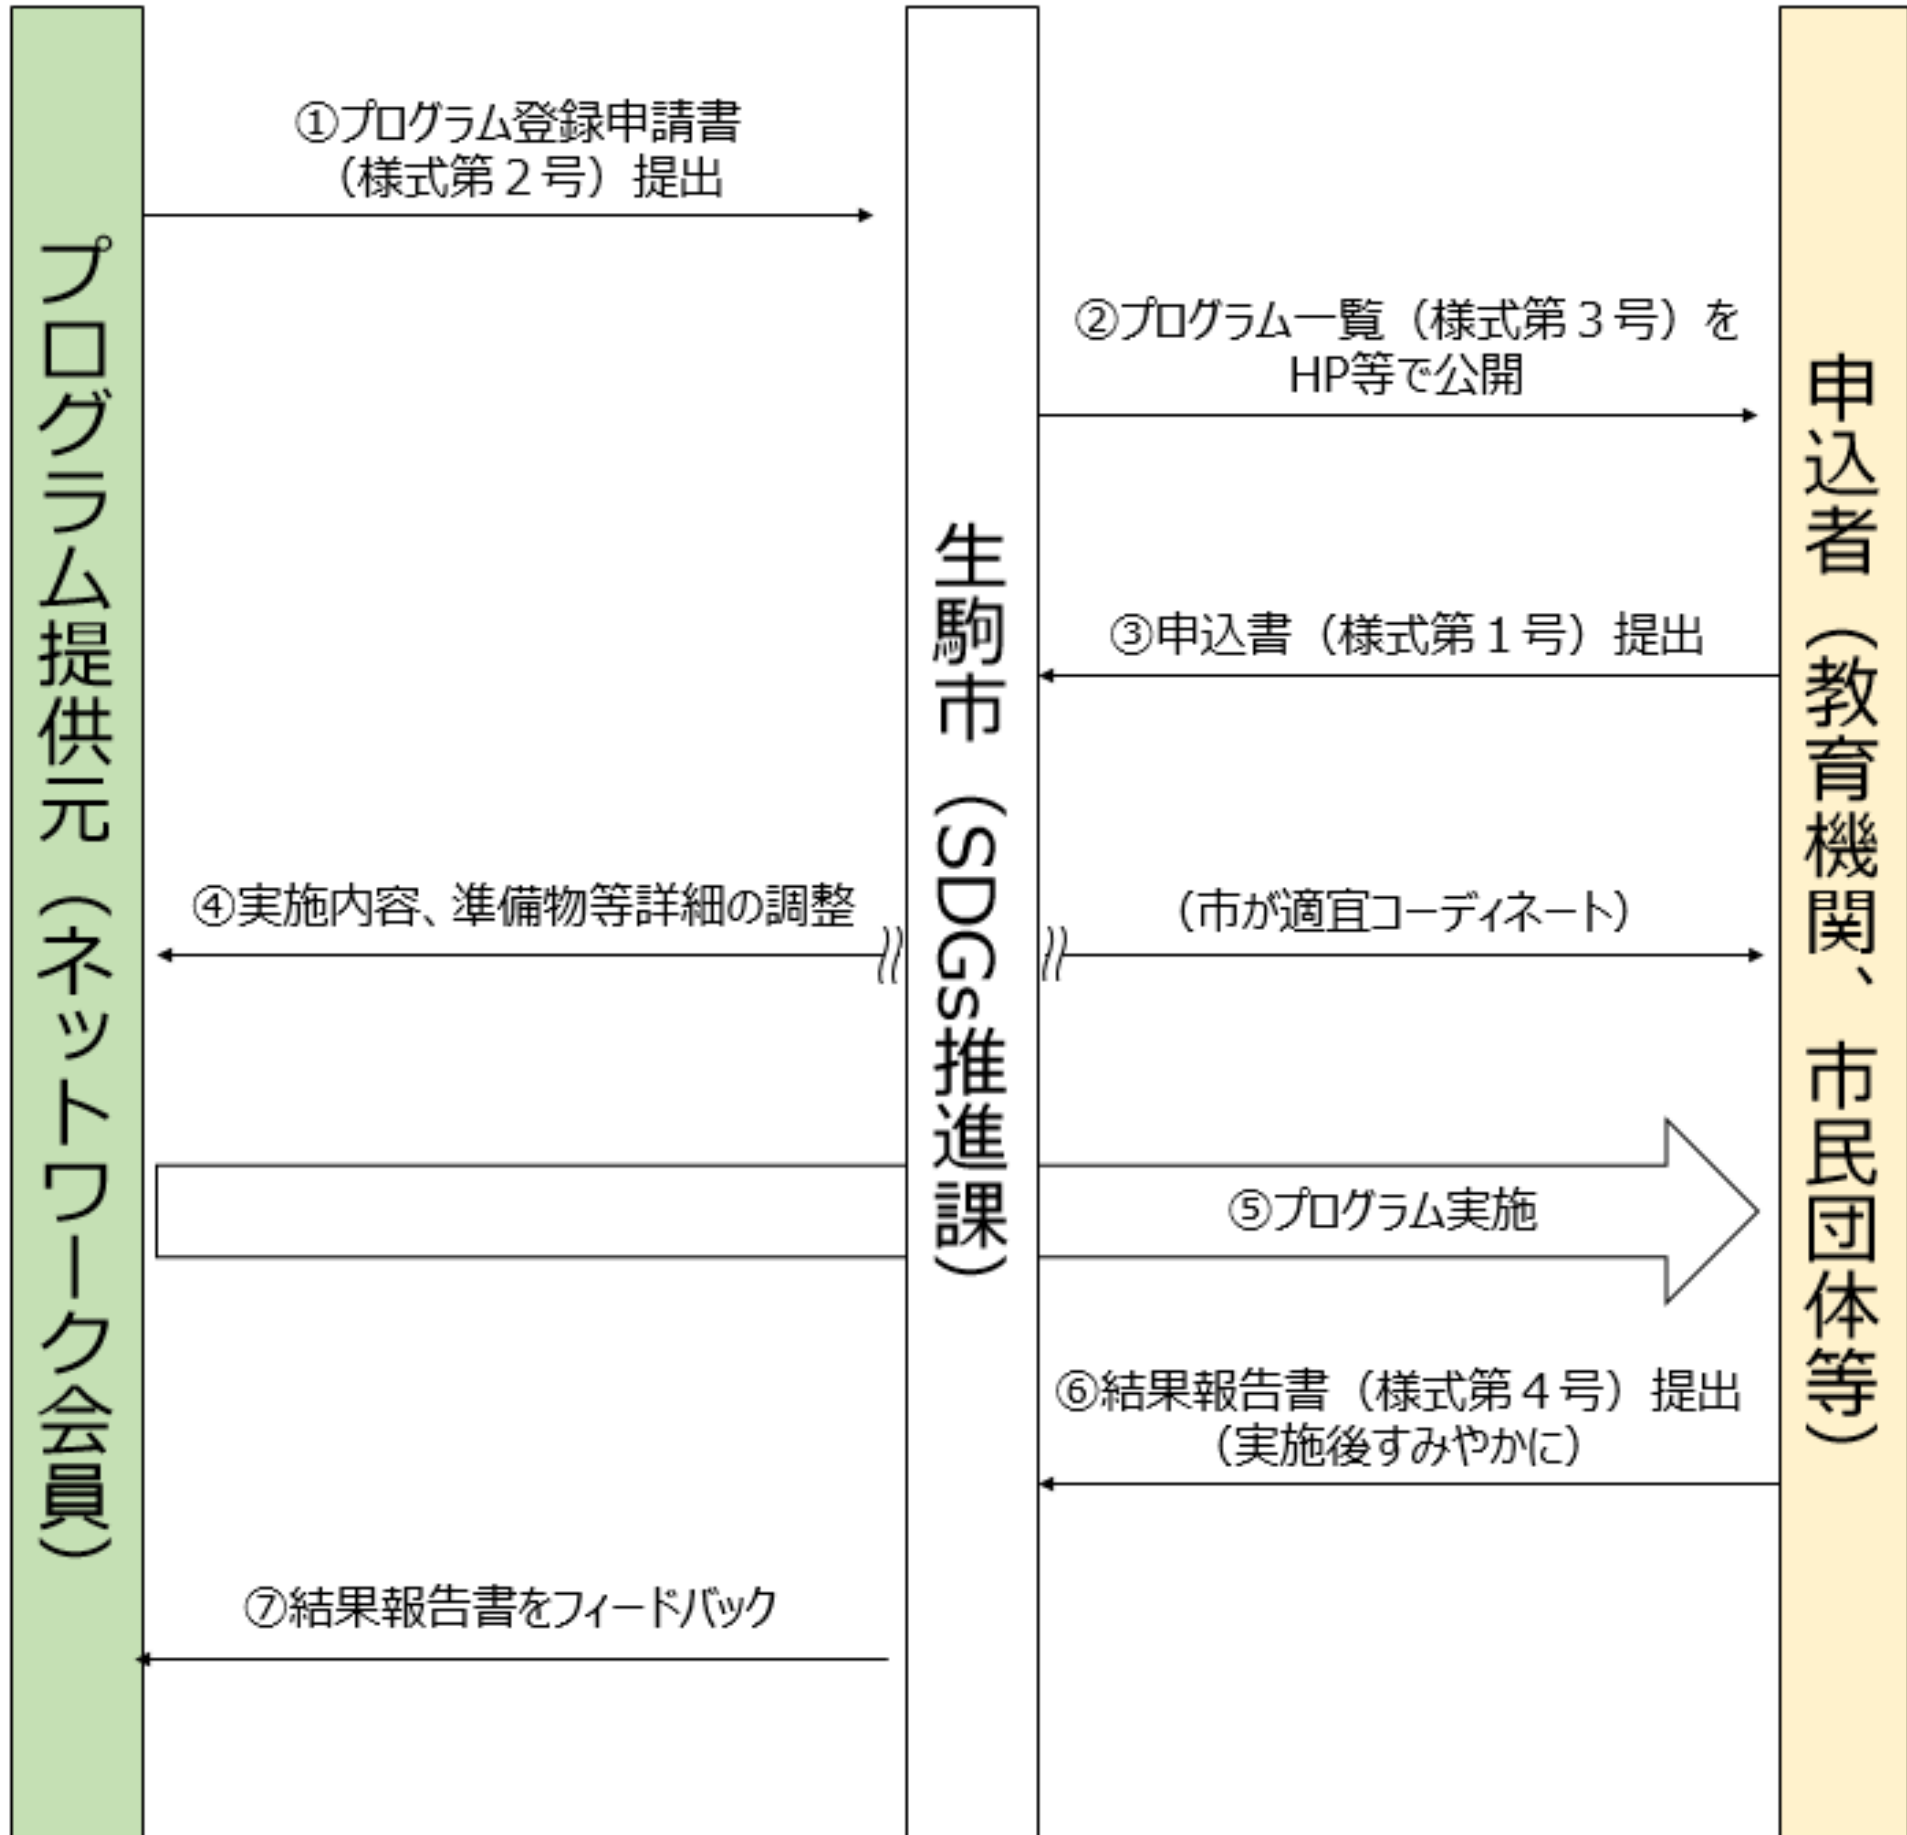 プログラム提供元（ネットワーク会員）
生駒市（SDGs推進課）
申込者（教育機関、市民団体等）
①プログラム登録申請書
（様式第２号）提出
②プログラム一覧（様式第３号）を
HP等で公開
③申込書（様式第１号）提出
④実施内容、準備物等詳細の調整
（市が適宜コーディネート）
⑤プログラム実施
⑥結果報告書（様式第４号）提出
（実施後すみやかに）
⑦結果報告書をフィードバック